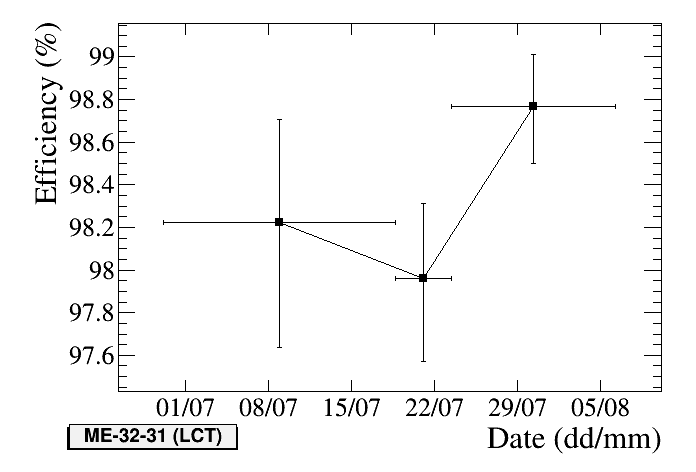 Efficiency (%)
99
98.8
98.6
98.4
98.2
98
97.8
97.6
01/07 08/07 15/07 22/07 29/07 05/08
Date (dd/mm)
ME-32-31 (LCT)